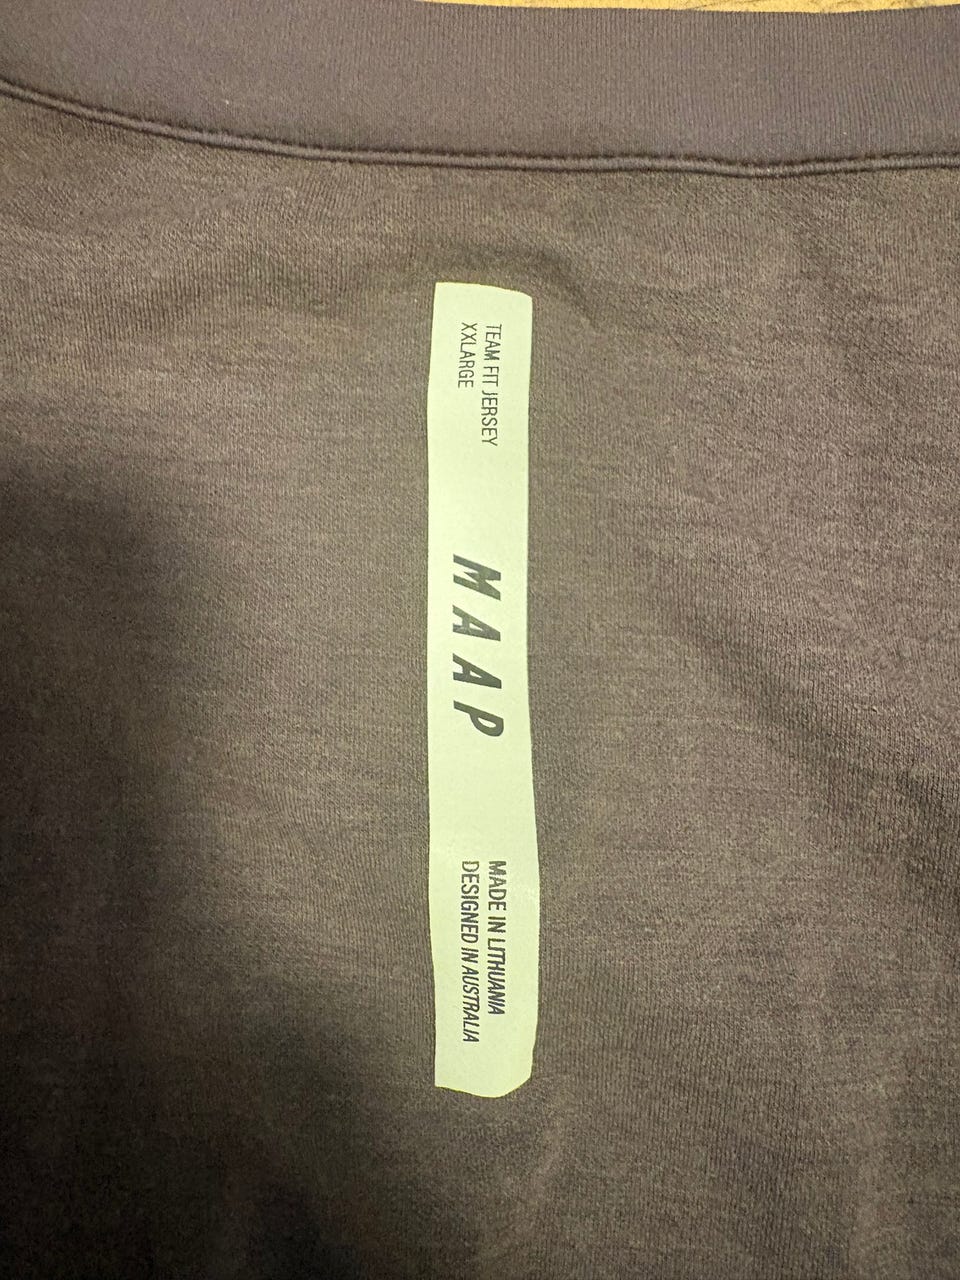 TEAM FIT JERSEY
XXLARGE
MAAP
MADE IN LITHUANIA
DESIGNED IN AUSTRALIA